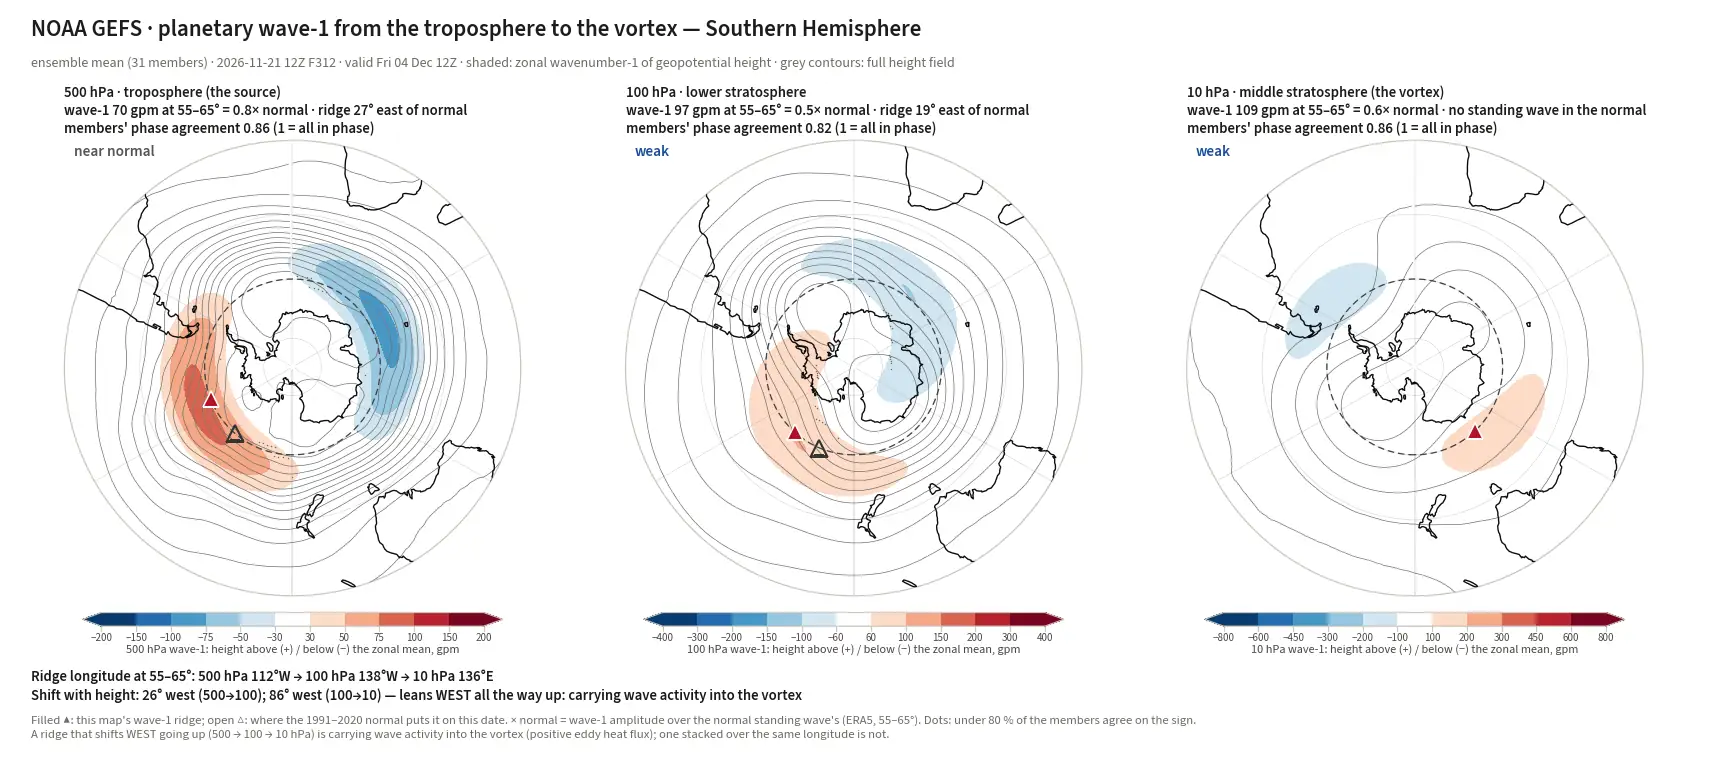 NOAA GEFS · planetary wave-1 from the troposphere to the vortex — Southern Hemisphere
ensemble mean (31 members) · 2026-11-21 12Z F312 · valid Fri 04 Dec 12Z · shaded: zonal wavenumber-1 of geopotential height · grey contours: full height field
500 hPa · troposphere (the source)
wave-1 70 gpm at 55–65° = 0.8× normal · ridge 27° east of normal
members' phase agreement 0.86 (1 = all in phase)
near normal
100 hPa · lower stratosphere
wave-1 97 gpm at 55–65° = 0.5× normal · ridge 19° east of normal
members' phase agreement 0.82 (1 = all in phase)
weak
10 hPa · middle stratosphere (the vortex)
wave-1 109 gpm at 55–65° = 0.6× normal · no standing wave in the normal
members' phase agreement 0.86 (1 = all in phase)
weak
−200 −150 −100 −75 −50 −30 30 50 75 100 150 200
500 hPa wave-1: height above (+) / below (−) the zonal mean, gpm
−400 −300 −200 −150 −100 −60 60 100 150 200 300 400
100 hPa wave-1: height above (+) / below (−) the zonal mean, gpm
−800 −600 −450 −300 −200 −100 100 200 300 450 600 800
10 hPa wave-1: height above (+) / below (−) the zonal mean, gpm
Ridge longitude at 55–65°: 500 hPa 112°W → 100 hPa 138°W → 10 hPa 136°E
Shift with height: 26° west (500→100); 86° west (100→10) — leans WEST all the way up: carrying wave activity into the vortex
Filled ▲: this map's wave-1 ridge; open △: where the 1991–2020 normal puts it on this date. × normal = wave-1 amplitude over the normal standing wave's (ERA5, 55–65°). Dots: under 80 % of the members agree on the sign.
A ridge that shifts WEST going up (500 → 100 → 10 hPa) is carrying wave activity into the vortex (positive eddy heat flux); one stacked over the same longitude is not.